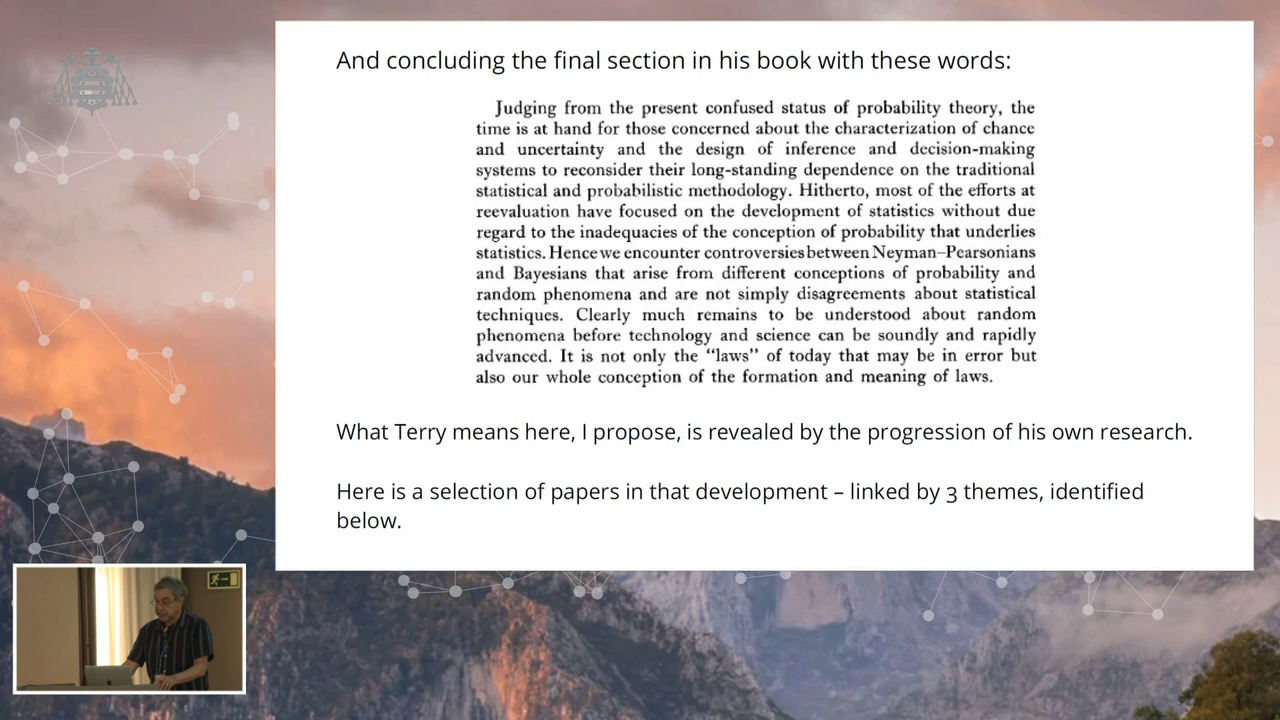 And concluding the final section in his book with these words:
Judging from the present confused status of probability theory, the
time is at hand for those concerned about the characterization of chance
and uncertainty and the design of inference and decision-making
systems to reconsider their long-standing dependence on the traditional
statistical and probabilistic methodology. Hitherto, most of the efforts at
reevaluation have focused on the development of statistics without due
regard to the inadequacies of the conception of probability that underlies
statistics. Hence we encounter controversies between Neyman–Pearsonians
and Bayesians that arise from different conceptions of probability and
random phenomena and are not simply disagreements about statistical
techniques. Clearly much remains to be understood about random
phenomena before technology and science can be soundly and rapidly
advanced. It is not only the “laws” of today that may be in error but
also our whole conception of the formation and meaning of laws.
What Terry means here, I propose, is revealed by the progression of his own research.
Here is a selection of papers in that development – linked by 3 themes, identified
below.